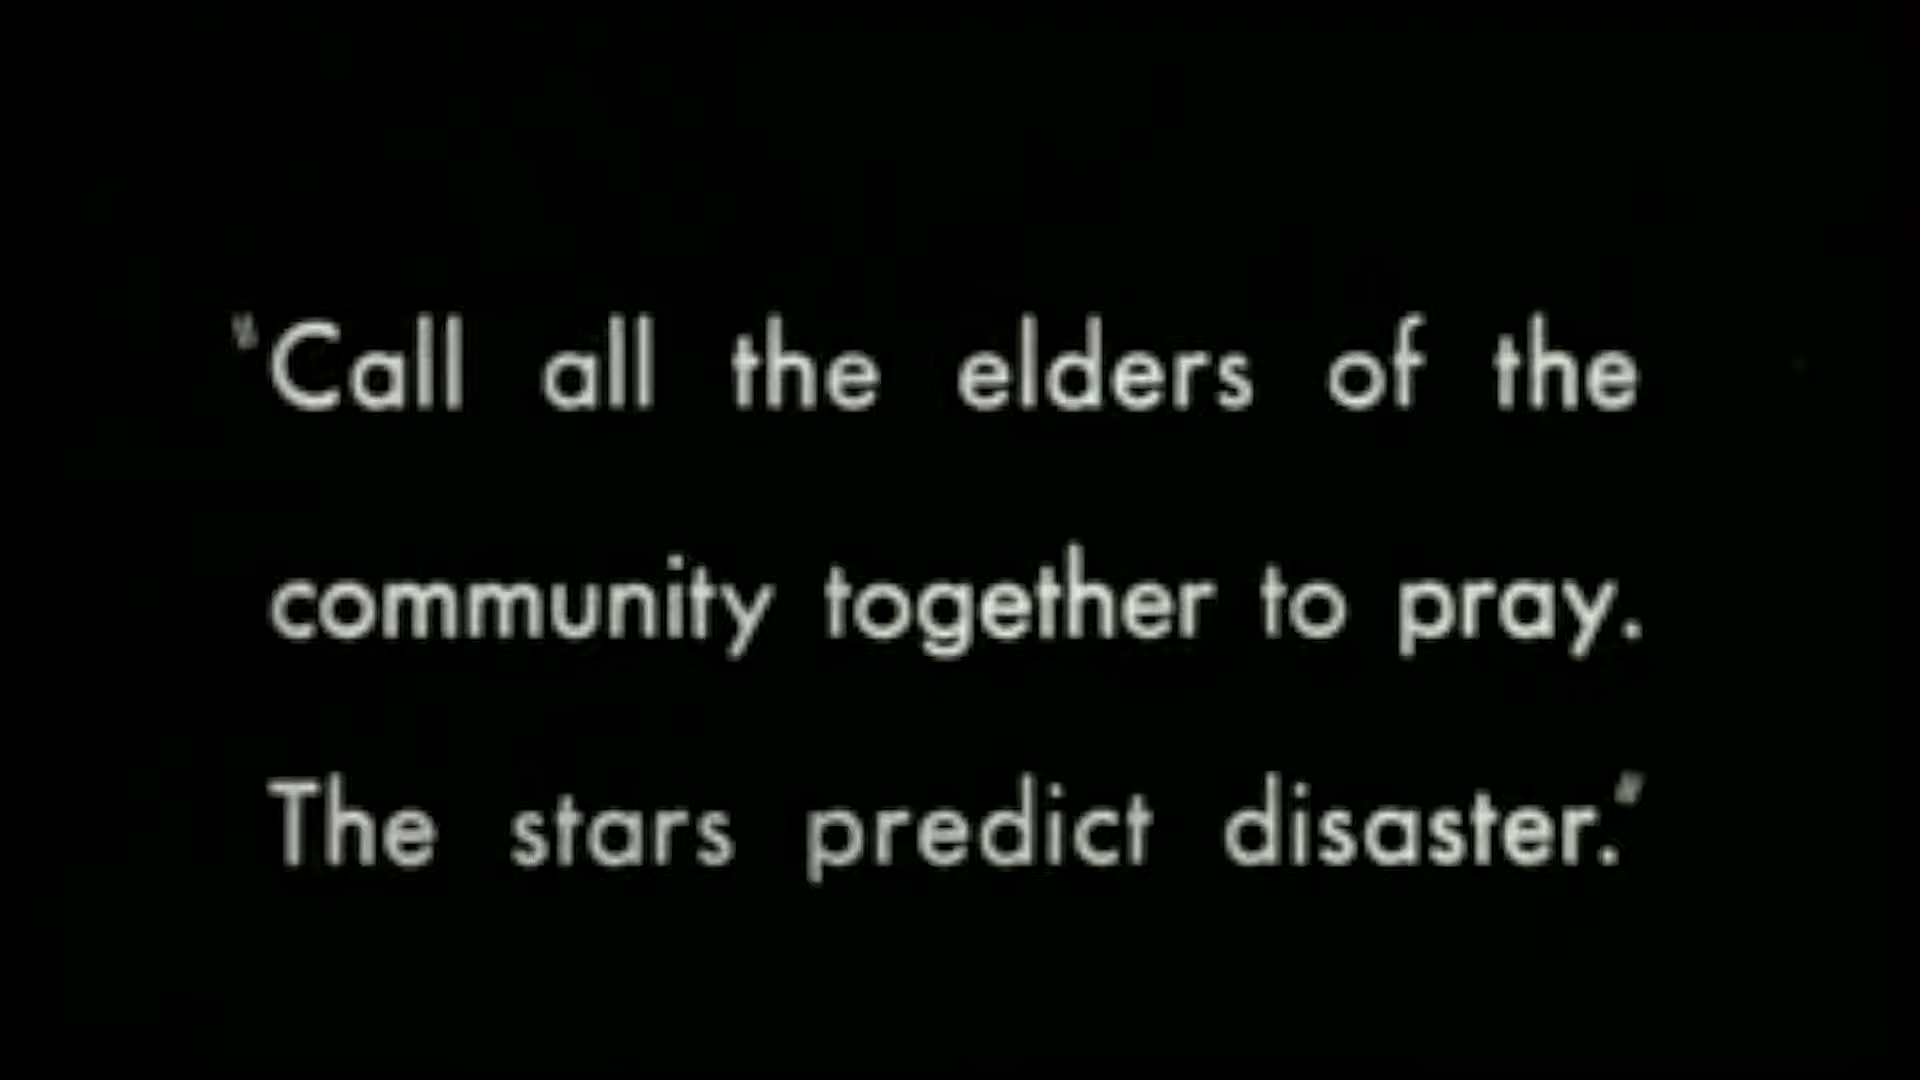 "Call all the elders of the
community together to pray.
The stars predict disaster."